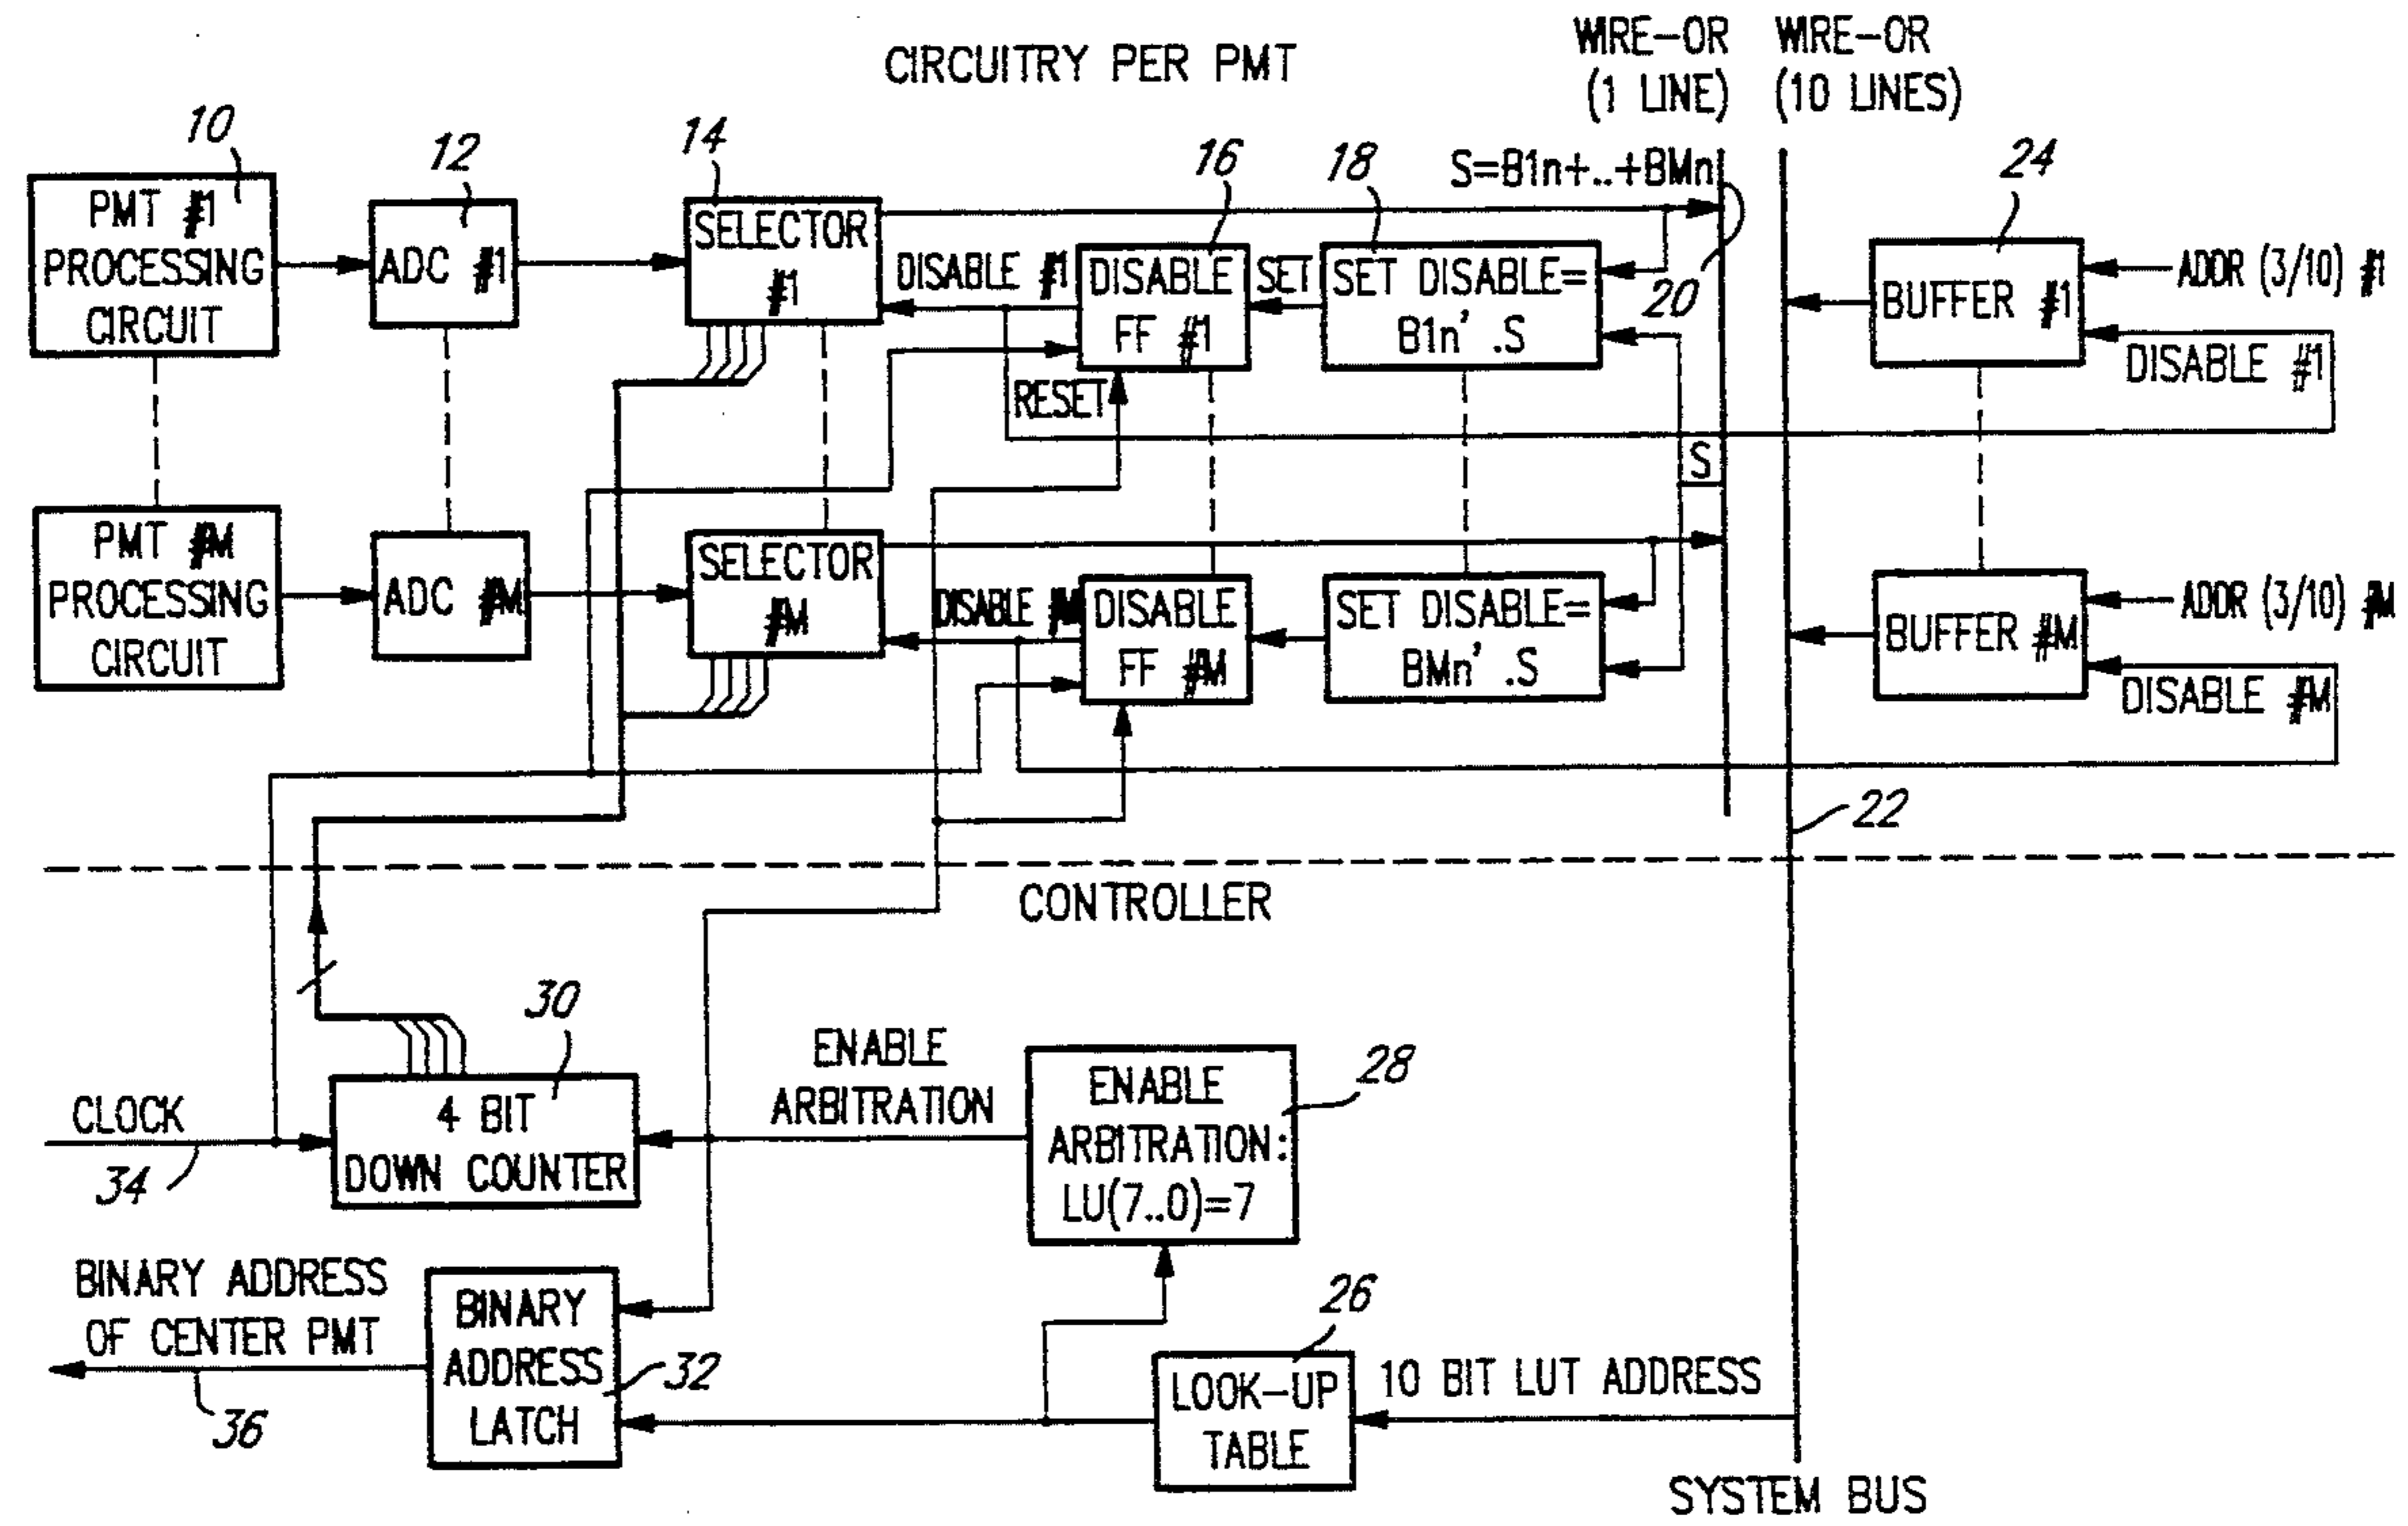 CIRCUITRY PER PMT
WIRE-OR
(1 LINE)
WIRE-OR
(10 LINES)
10
12
14
16
18
S=B1n+..+BMn
20
24
PMT #1
PROCESSING
CIRCUIT
ADC #1
SELECTOR
#1
DISABLE #1
DISABLE
FF #1
SET
SET DISABLE=
B1n' .S
BUFFER #1
ADDR (3/10) #1
DISABLE #1
RESET
S
PMT #M
PROCESSING
CIRCUIT
ADC #M
SELECTOR
#M
DISABLE #M
DISABLE
FF #M
SET DISABLE=
BMn' .S
BUFFER #M
ADDR (3/10) #M
DISABLE #M
22
CONTROLLER
30
CLOCK
34
4 BIT
DOWN COUNTER
ENABLE
ARBITRATION
ENABLE
ARBITRATION:
LU(7..0)=7
28
BINARY ADDRESS
OF CENTER PMT
36
BINARY
ADDRESS
LATCH
32
26
LOOK-UP
TABLE
10 BIT LUT ADDRESS
SYSTEM BUS